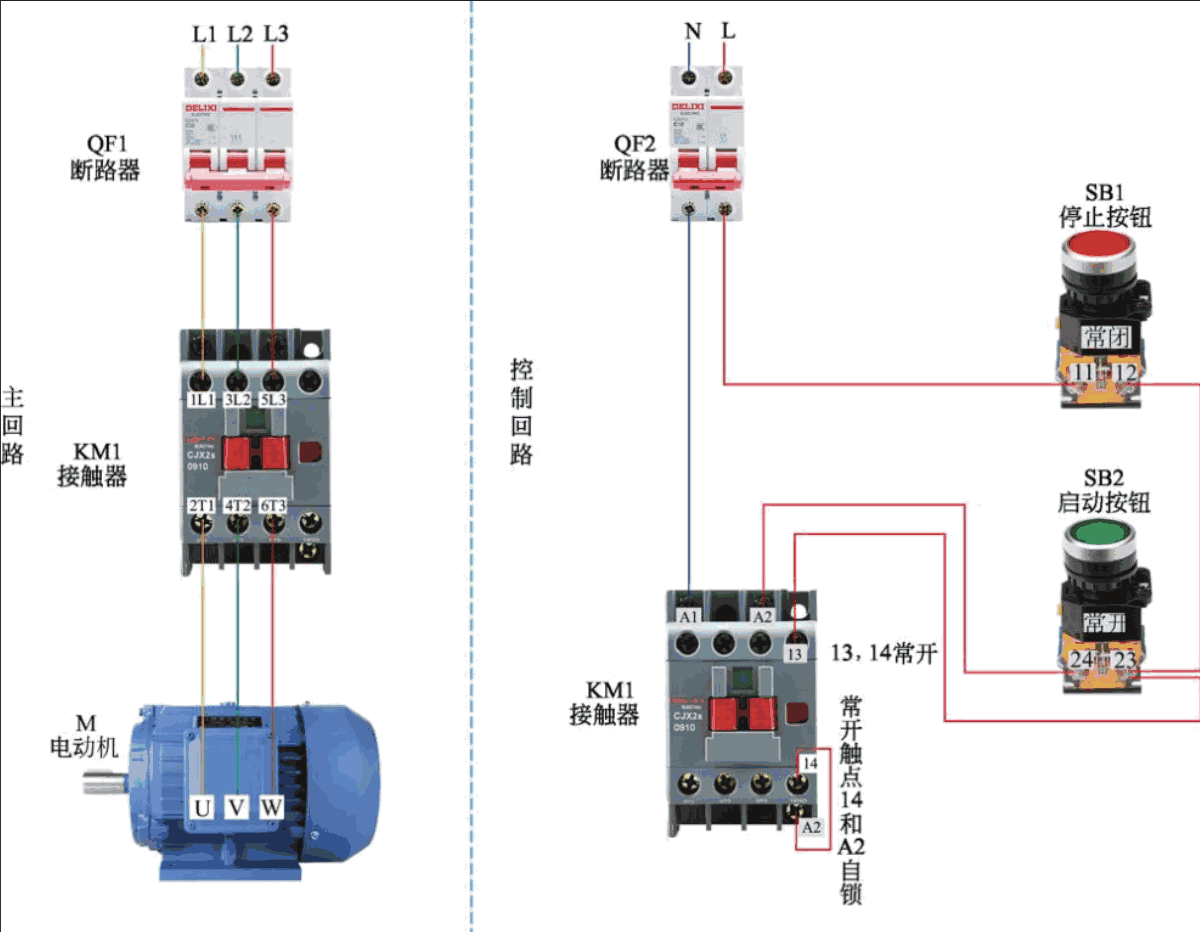 L1 L2 L3
DELIXI
QF1
断路器
1L1 3L2 5L3
CJX2s
0910
KM1
接触器
2T1 4T2 6T3
主回路
M
电动机
U V W
N L
DELIXI
QF2
断路器
控制回路
SB1
停止按钮
常闭
11 12
SB2
启动按钮
常开
24 23
A1 A2
13
13，14常开
KM1
接触器
CJX2s
0910
14
A2
常开触点14和A2自锁